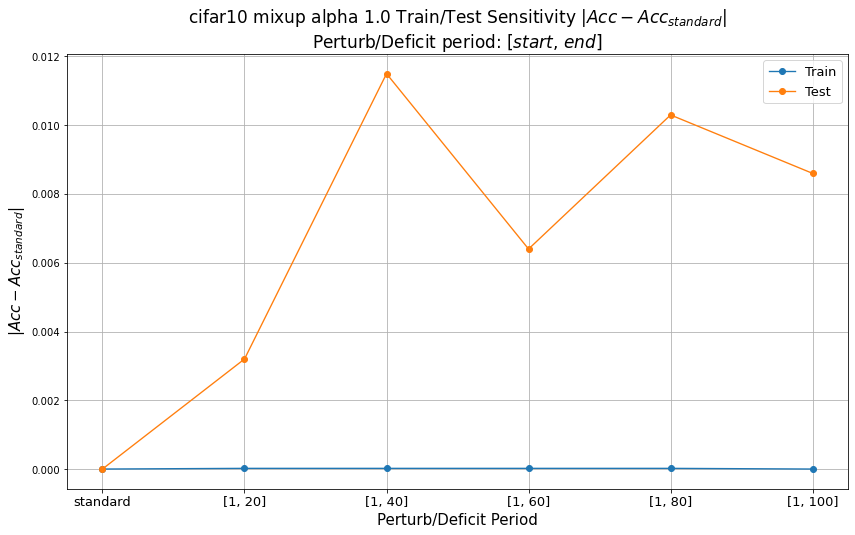 cifar10 mixup alpha 1.0 Train/Test Sensitivity |Acc − Acc_standard|
Perturb/Deficit period: [start, end]
Train
Test
0.012
0.010
0.008
0.006
0.004
0.002
0.000
|Acc − Acc_standard|
standard
[1, 20]
[1, 40]
[1, 60]
[1, 80]
[1, 100]
Perturb/Deficit Period